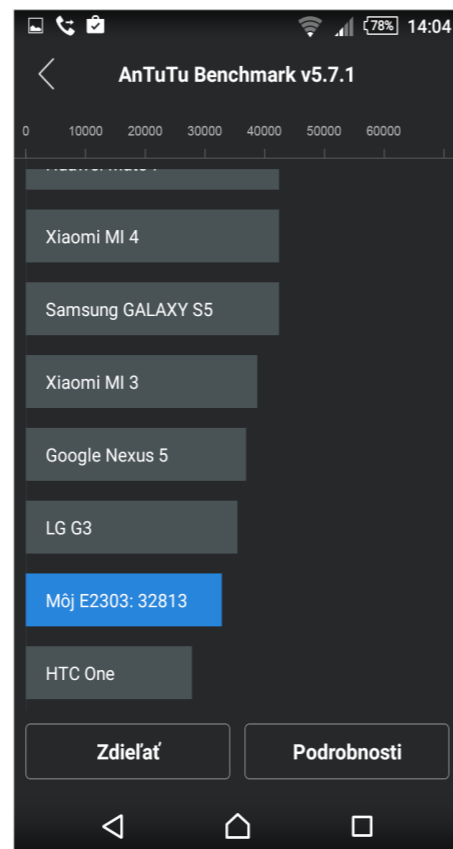 78% 14:04
AnTuTu Benchmark v5.7.1
0 10000 20000 30000 40000 50000 60000
Xiaomi MI 4
Samsung GALAXY S5
Xiaomi MI 3
Google Nexus 5
LG G3
Môj E2303: 32813
HTC One
Zdieľať Podrobnosti